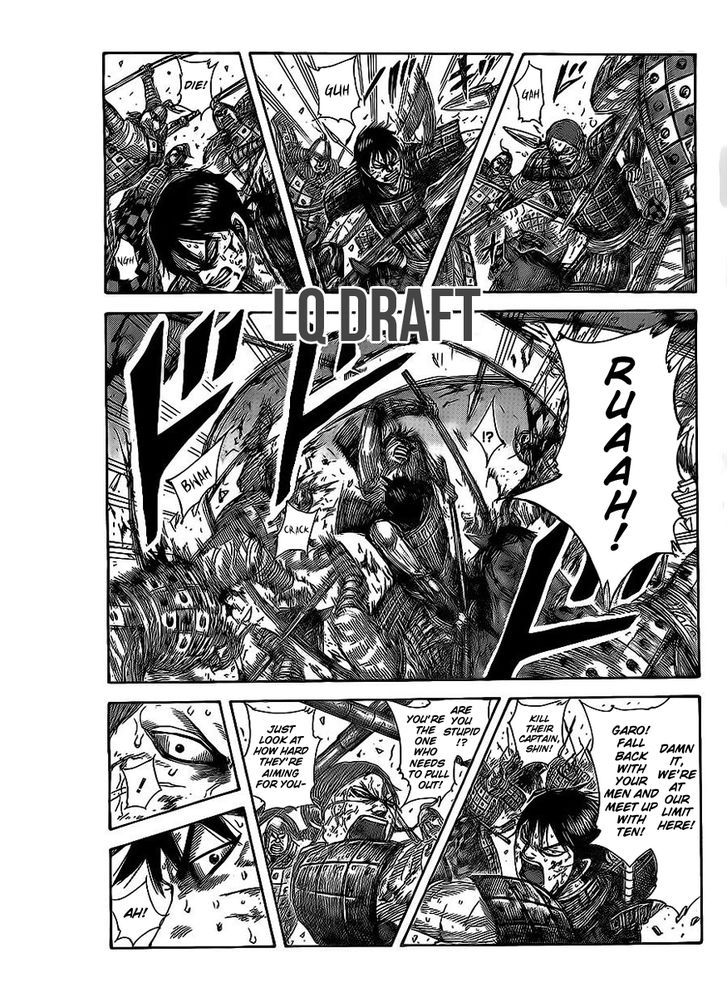 ド
GAH
ド
GUH
DIE!
NGH
LQ DRAFT
RUAAH!
!?
ド
ド
ド
BWAH
CRACK
DAMN
IT,
WE'RE
AT
OUR
LIMIT
HERE!
GARO!
FALL
BACK
WITH
YOUR
MEN AND
MEET UP
WITH
TEN!
KILL
THEIR
CAPTAIN,
SHIN!
ARE
YOU
STUPID
!?
YOU'RE
THE
ONE
WHO
NEEDS
TO PULL
OUT!
JUST
LOOK AT
HOW HARD
THEY'RE
AIMING
FOR YOU-
!
AH!